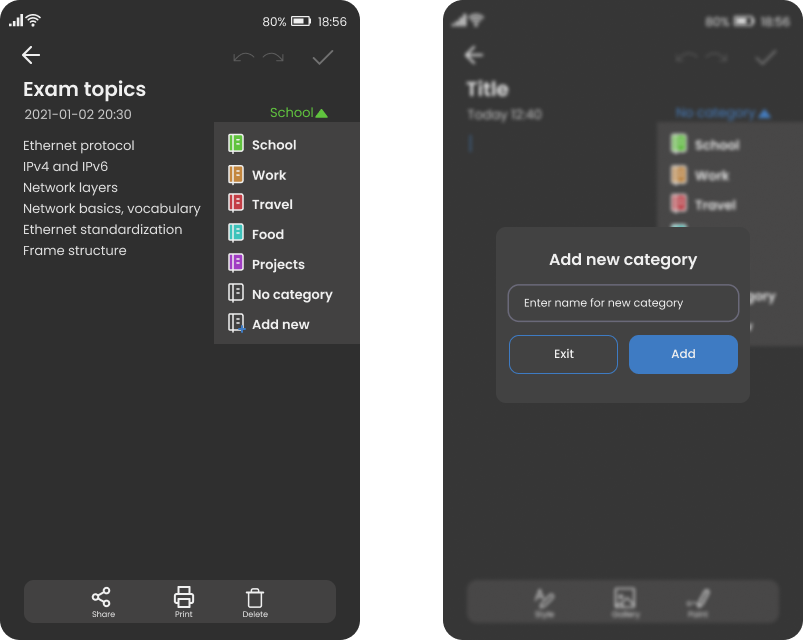 80% 18:56
Exam topics
2021-01-02 20:30
School
Ethernet protocol
IPv4 and IPv6
Network layers
Network basics, vocabulary
Ethernet standardization
Frame structure
School
Work
Travel
Food
Projects
No category
Add new
Share Print Delete
80% 18:56
Title
Today 12:40
No category
School
Work
Travel
Add new category
Enter name for new category
Exit Add
Style Gallery Paint